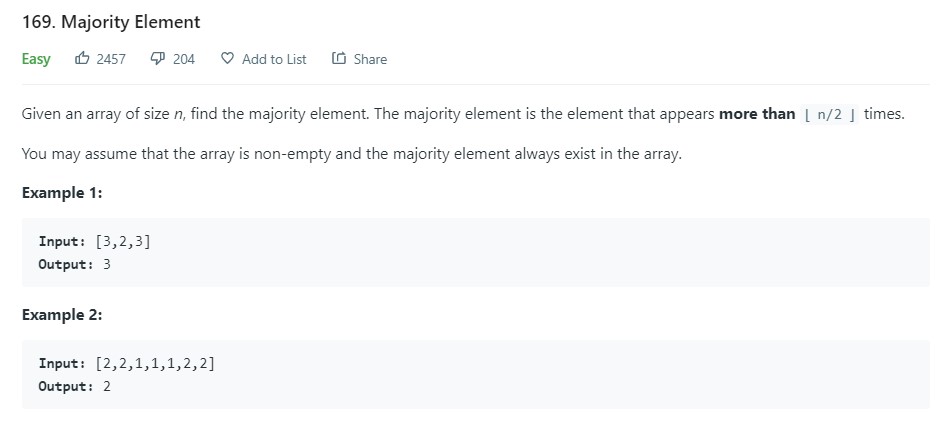 169. Majority Element
Easy 2457 204 Add to List Share
Given an array of size n, find the majority element. The majority element is the element that appears more than ⌊ n/2 ⌋ times.
You may assume that the array is non-empty and the majority element always exist in the array.
Example 1:
Input: [3,2,3]
Output: 3
Example 2:
Input: [2,2,1,1,1,2,2]
Output: 2